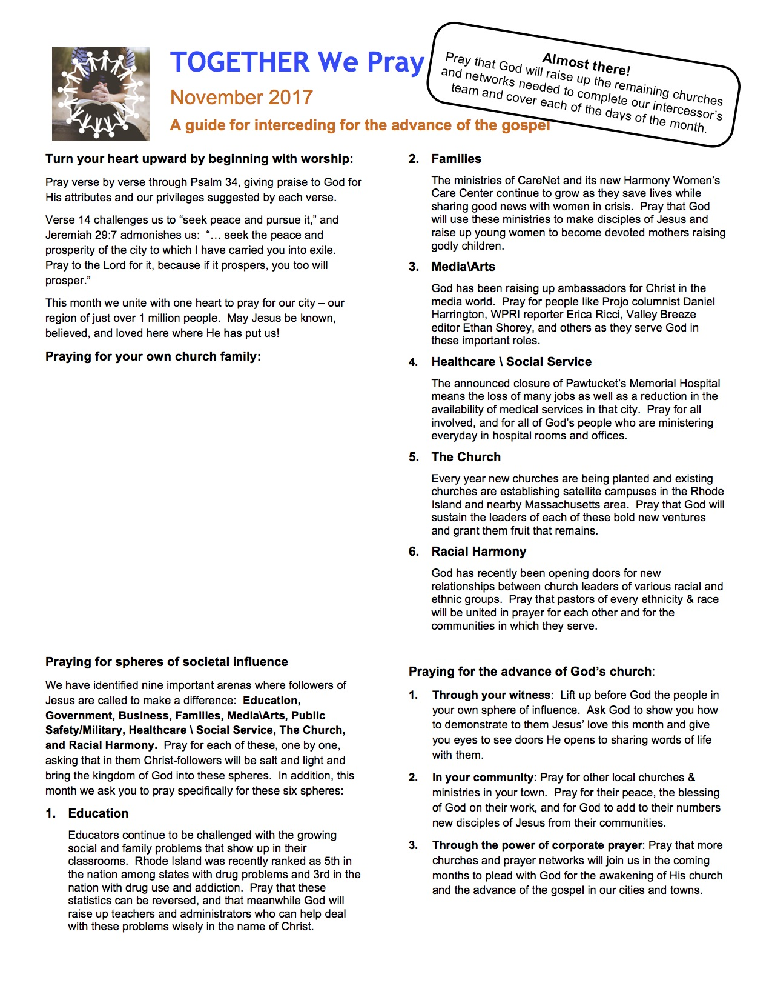 TOGETHER We Pray
November 2017
A guide for interceding for the advance of the gospel
Almost there!
Pray that God will raise up the remaining churches
and networks needed to complete our intercessor's
team and cover each of the days of the month.
Turn your heart upward by beginning with worship:
Pray verse by verse through Psalm 34, giving praise to God for
His attributes and our privileges suggested by each verse.
Verse 14 challenges us to “seek peace and pursue it,” and
Jeremiah 29:7 admonishes us:  “… seek the peace and
prosperity of the city to which I have carried you into exile.
Pray to the Lord for it, because if it prospers, you too will
prosper.”
This month we unite with one heart to pray for our city – our
region of just over 1 million people.  May Jesus be known,
believed, and loved here where He has put us!
Praying for your own church family:
Praying for spheres of societal influence
We have identified nine important arenas where followers of
Jesus are called to make a difference:  Education,
Government, Business, Families, Media\Arts, Public
Safety/Military, Healthcare \ Social Service, The Church,
and Racial Harmony.  Pray for each of these, one by one,
asking that in them Christ-followers will be salt and light and
bring the kingdom of God into these spheres.  In addition, this
month we ask you to pray specifically for these six spheres:
1. Education
Educators continue to be challenged with the growing
social and family problems that show up in their
classrooms.  Rhode Island was recently ranked as 5th in
the nation among states with drug problems and 3rd in the
nation with drug use and addiction.  Pray that these
statistics can be reversed, and that meanwhile God will
raise up teachers and administrators who can help deal
with these problems wisely in the name of Christ.
2. Families
The ministries of CareNet and its new Harmony Women’s
Care Center continue to grow as they save lives while
sharing good news with women in crisis.  Pray that God
will use these ministries to make disciples of Jesus and
raise up young women to become devoted mothers raising
godly children.
3. Media\Arts
God has been raising up ambassadors for Christ in the
media world.  Pray for people like Projo columnist Daniel
Harrington, WPRI reporter Erica Ricci, Valley Breeze
editor Ethan Shorey, and others as they serve God in
these important roles.
4. Healthcare \ Social Service
The announced closure of Pawtucket’s Memorial Hospital
means the loss of many jobs as well as a reduction in the
availability of medical services in that city.  Pray for all
involved, and for all of God’s people who are ministering
everyday in hospital rooms and offices.
5. The Church
Every year new churches are being planted and existing
churches are establishing satellite campuses in the Rhode
Island and nearby Massachusetts area.  Pray that God will
sustain the leaders of each of these bold new ventures
and grant them fruit that remains.
6. Racial Harmony
God has recently been opening doors for new
relationships between church leaders of various racial and
ethnic groups.  Pray that pastors of every ethnicity & race
will be united in prayer for each other and for the
communities in which they serve.
Praying for the advance of God’s church:
1. Through your witness:  Lift up before God the people in
your own sphere of influence.  Ask God to show you how
to demonstrate to them Jesus’ love this month and give
you eyes to see doors He opens to sharing words of life
with them.
2. In your community: Pray for other local churches &
ministries in your town.  Pray for their peace, the blessing
of God on their work, and for God to add to their numbers
new disciples of Jesus from their communities.
3. Through the power of corporate prayer: Pray that more
churches and prayer networks will join us in the coming
months to plead with God for the awakening of His church
and the advance of the gospel in our cities and towns.